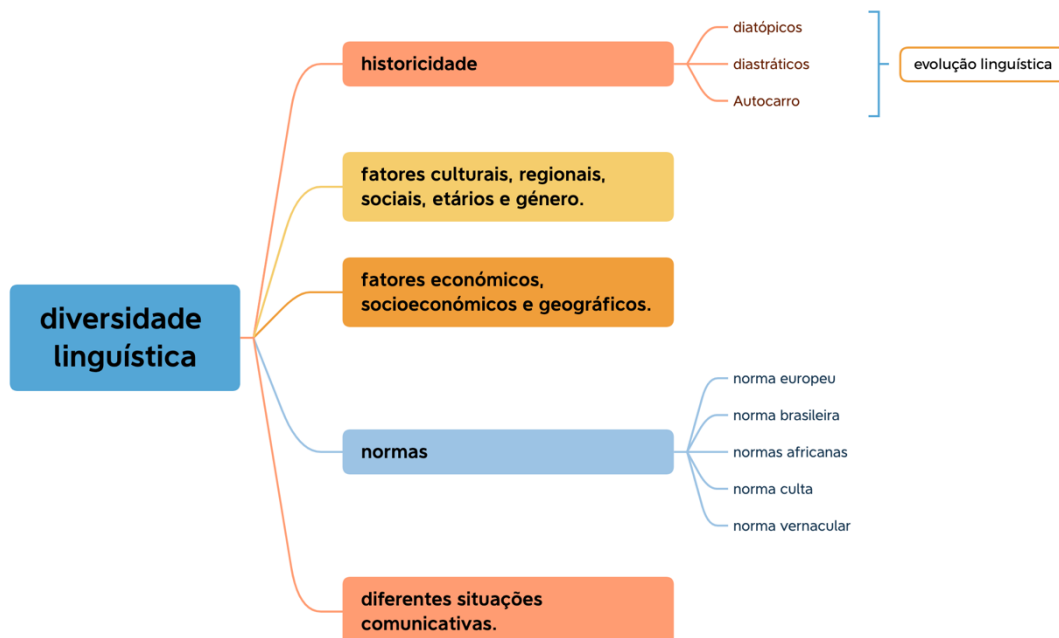 diversidade
linguística
historicidade
diatópicos
diastráticos
Autocarro
evolução linguística
fatores culturais, regionais,
sociais, etários e género.
fatores económicos,
socioeconómicos e geográficos.
normas
norma europeu
norma brasileira
normas africanas
norma culta
norma vernacular
diferentes situações
comunicativas.